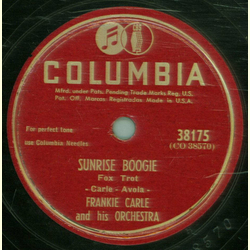 COLUMBIA
Mfrd. under Pats. Pending Trade Marks Reg. U.S.
Pat. Off. Marcas Registradas Made in U.S.A.
For perfect tone
use Columbia Needles
38175
(CO 38570)
SUNRISE BOOGIE
Fox Trot
- Carle - Avola -
FRANKIE CARLE
and his ORCHESTRA